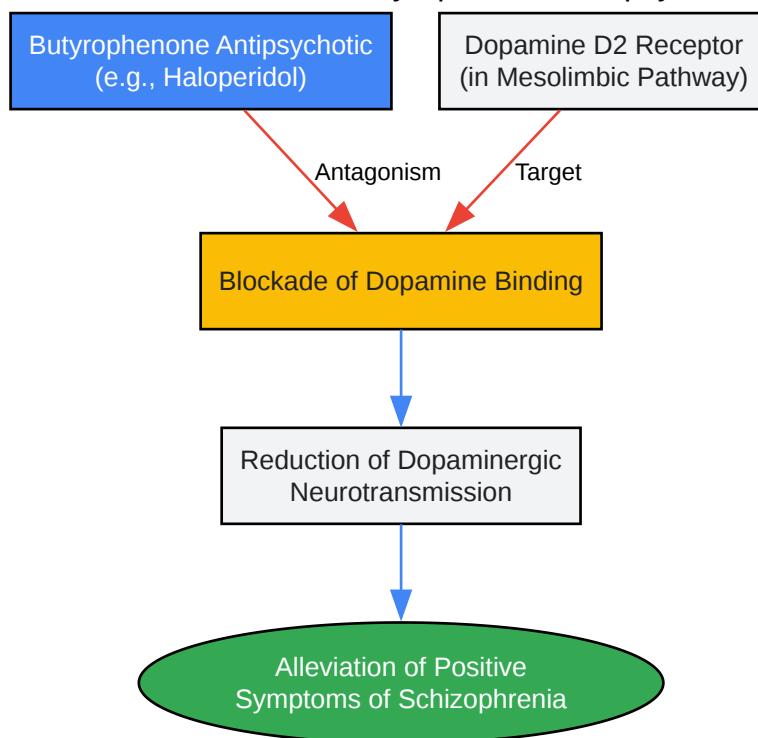 Butyrophenone Antipsychotic
(e.g., Haloperidol)
Dopamine D2 Receptor
(in Mesolimbic Pathway)
Antagonism
Target
Blockade of Dopamine Binding
Reduction of Dopaminergic
Neurotransmission
Alleviation of Positive
Symptoms of Schizophrenia